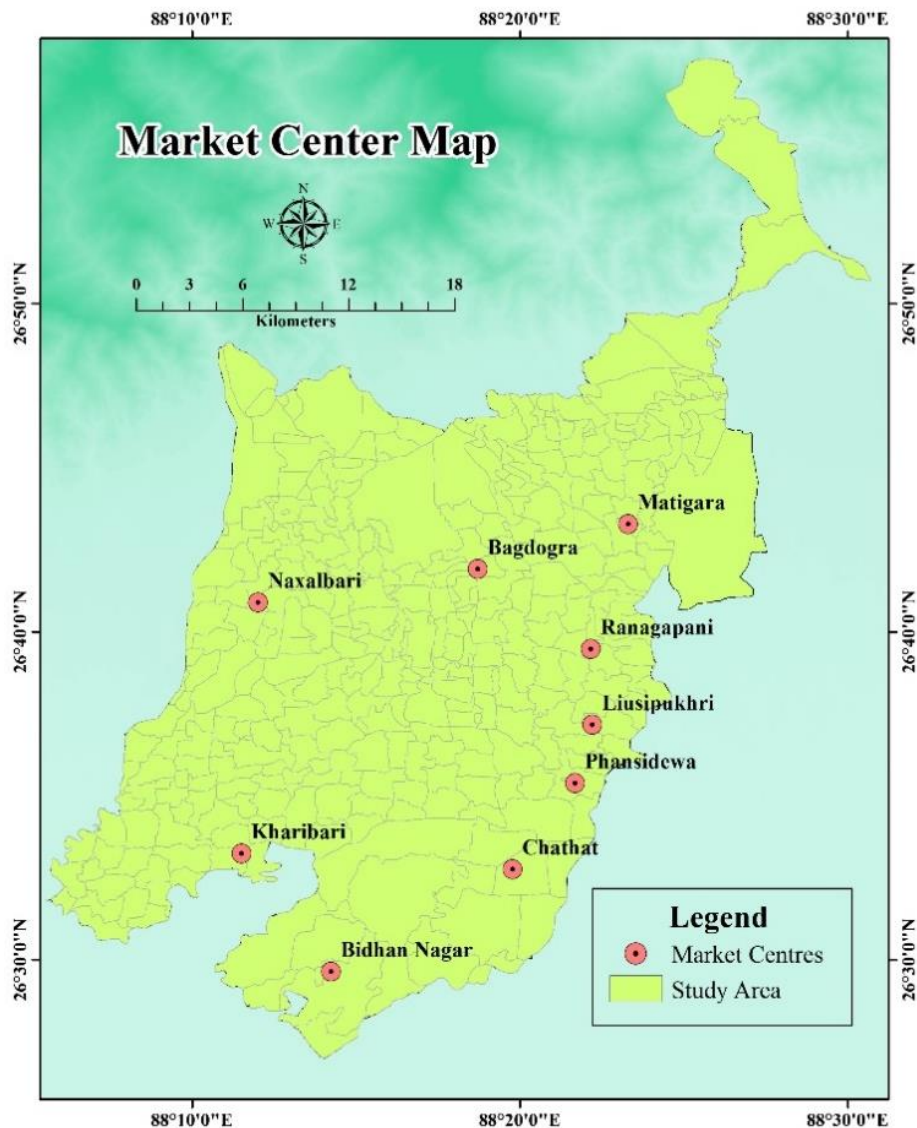 88°10'0"E 88°20'0"E 88°30'0"E
Market Center Map
N
W E
S
0 3 6 12 18
Kilometers
26°50'0"N 26°50'0"N
Matigara
Bagdogra
Naxalbari
26°40'0"N 26°40'0"N
Ranagapani
Liusipukhri
Phansidewa
Kharibari
Chathat
Legend
Bidhan Nagar
Market Centres
26°30'0"N 26°30'0"N
Study Area
88°10'0"E 88°20'0"E 88°30'0"E